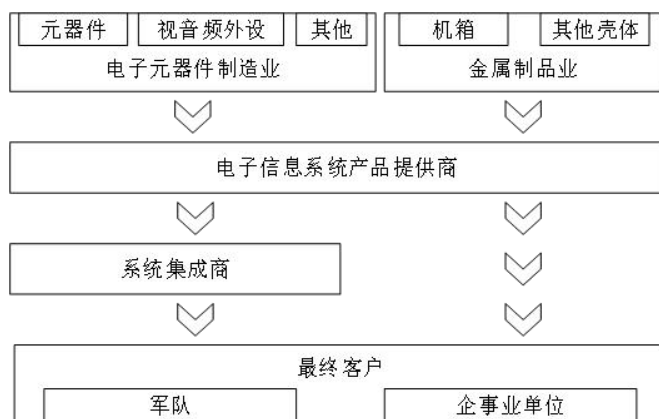 元器件 视音频外设 其他 机箱 其他壳体
电子元器件制造业 金属制品业
电子信息系统产品提供商
系统集成商
最终客户
军队 企事业单位